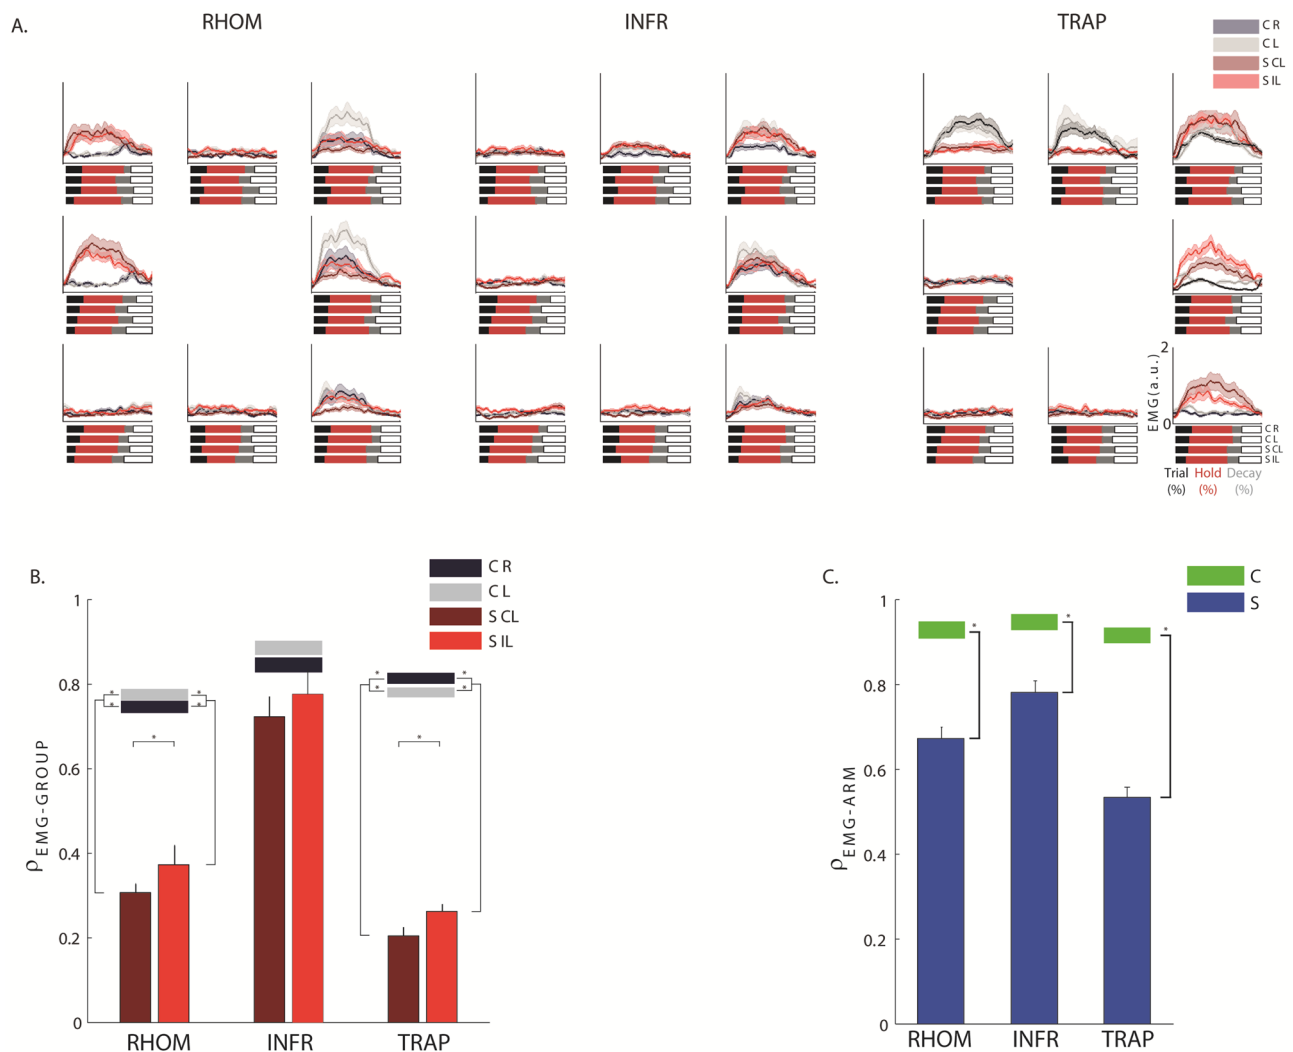 A.
RHOM
INFR
TRAP
C R
C L
S CL
S IL
2
EMG(a.u.)
0
C R
C L
S CL
S IL
Trial Hold Decay
(%) (%) (%)
B.
C R
C L
S CL
S IL
1
0.8
0.6
0.4
0.2
0
ρ EMG-GROUP
* *
* *
*
* *
* *
*
RHOM INFR TRAP
C.
C
S
1
0.8
0.6
0.4
0.2
0
ρ EMG-ARM
* * *
RHOM INFR TRAP